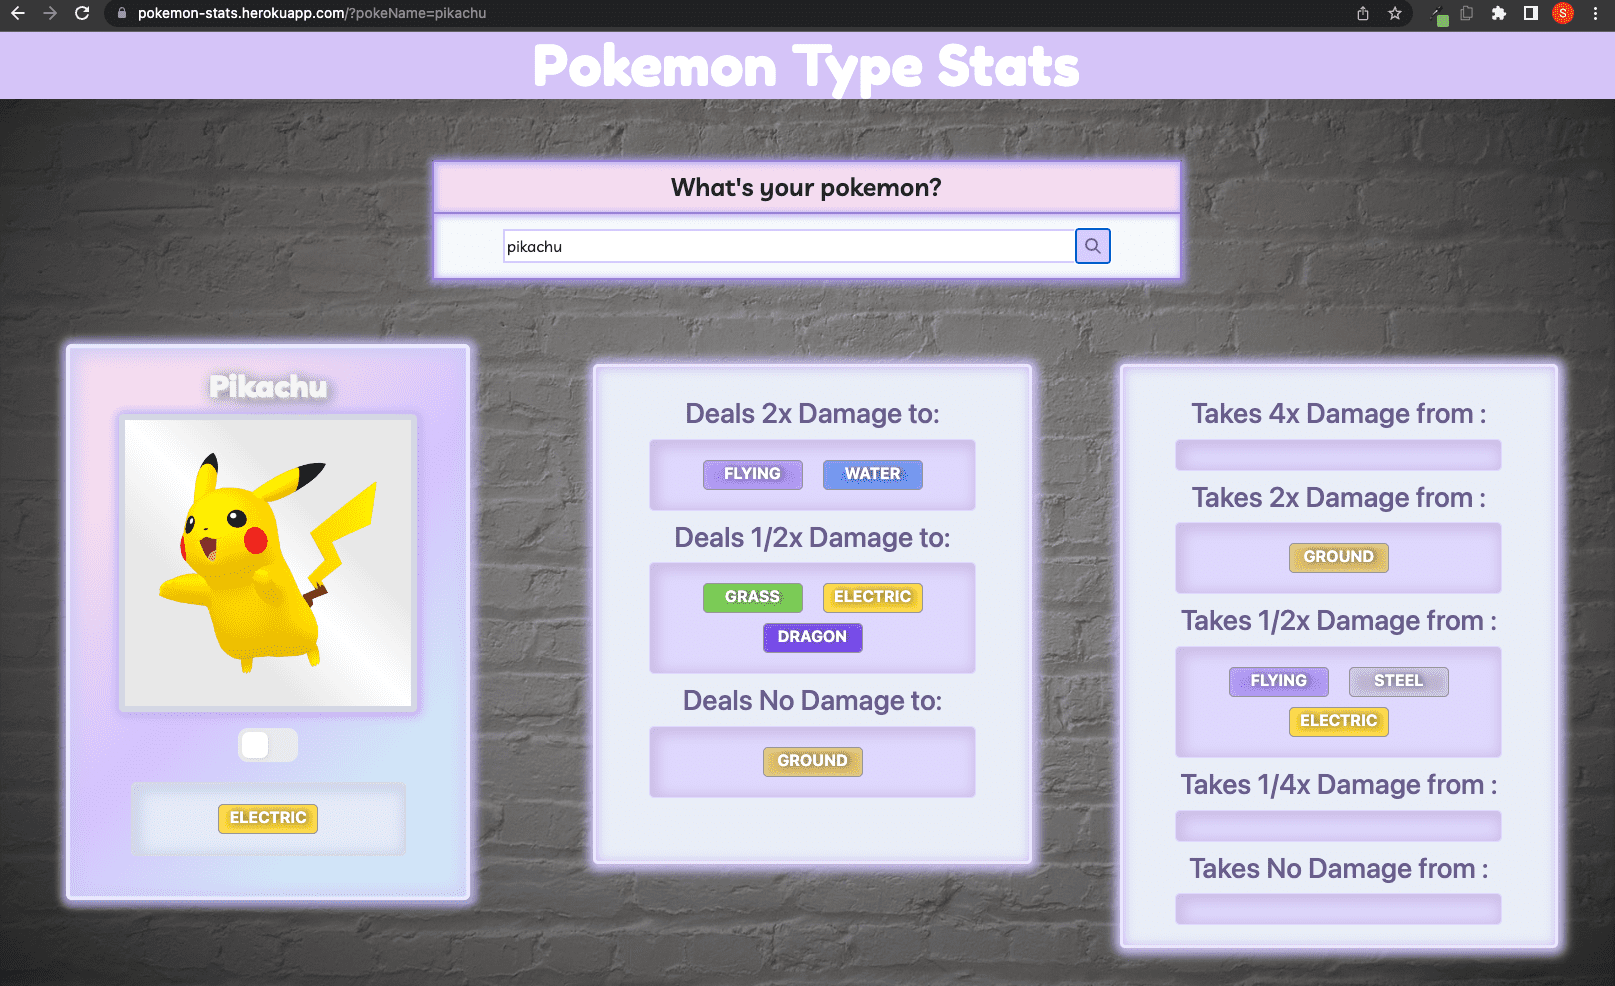 pokemon-stats.herokuapp.com/?pokeName=pikachu
S
Pokemon Type Stats
What's your pokemon?
pikachu
Pikachu
ELECTRIC
Deals 2x Damage to:
FLYING WATER
Deals 1/2x Damage to:
GRASS ELECTRIC
DRAGON
Deals No Damage to:
GROUND
Takes 4x Damage from :
Takes 2x Damage from :
GROUND
Takes 1/2x Damage from :
FLYING STEEL
ELECTRIC
Takes 1/4x Damage from :
Takes No Damage from :